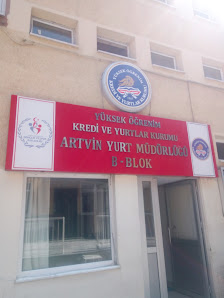 YÜKSEK ÖĞRENİM
KREDİ VE YURTLAR KURUMU
ARTVİN YURT MÜDÜRLÜĞÜ
B-BLOK